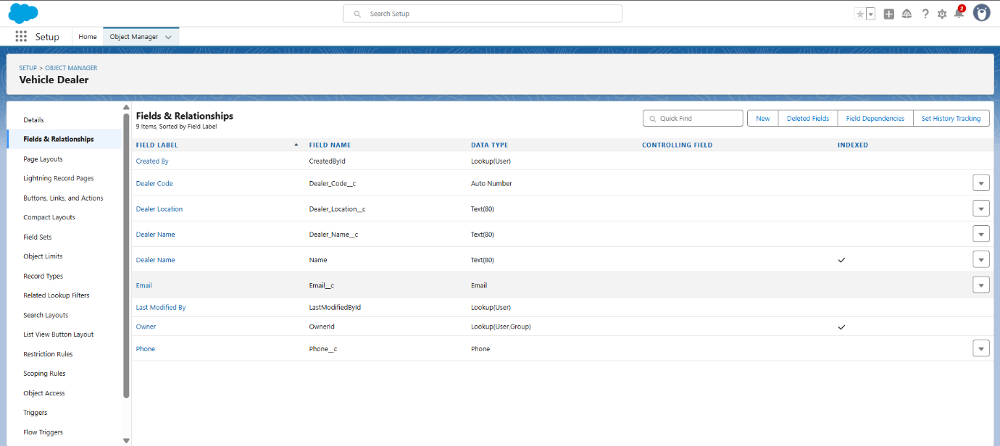 Search Setup
2
Setup
Home
Object Manager
SETUP > OBJECT MANAGER
Vehicle Dealer
Details
Fields & Relationships
Page Layouts
Lightning Record Pages
Buttons, Links, and Actions
Compact Layouts
Field Sets
Object Limits
Record Types
Related Lookup Filters
Search Layouts
List View Button Layout
Restriction Rules
Scoping Rules
Object Access
Triggers
Flow Triggers
Fields & Relationships
9 Items, Sorted by Field Label
Quick Find
New
Deleted Fields
Field Dependencies
Set History Tracking
FIELD LABEL FIELD NAME DATA TYPE CONTROLLING FIELD INDEXED
Created By CreatedById Lookup(User)
Dealer Code Dealer_Code__c Auto Number
Dealer Location Dealer_Location__c Text(80)
Dealer Name Dealer_Name__c Text(80)
Dealer Name Name Text(80)
Email Email__c Email
Last Modified By LastModifiedById Lookup(User)
Owner OwnerId Lookup(User,Group)
Phone Phone__c Phone